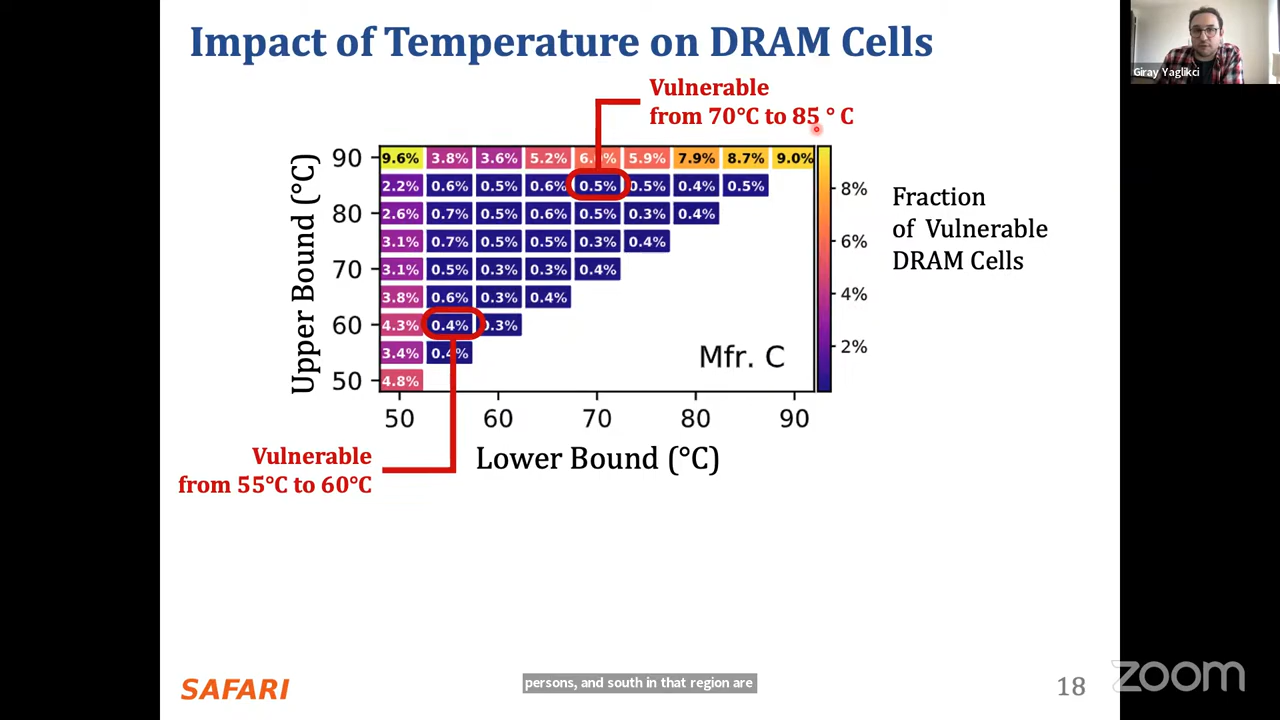 Impact of Temperature on DRAM Cells
Giray Yaglikci
Vulnerable
from 70°C to 85 ° C
Upper Bound (°C)
90 9.6% 3.8% 3.6% 5.2% 5.9% 7.9% 8.7% 9.0%
2.2% 0.6% 0.5% 0.6% 0.5% 0.5% 0.4% 0.5%
80 2.6% 0.7% 0.5% 0.6% 0.5% 0.3% 0.4%
3.1% 0.7% 0.5% 0.5% 0.3% 0.4%
70 3.1% 0.5% 0.3% 0.3% 0.4%
3.8% 0.6% 0.3% 0.4%
60 4.3% 0.4% 0.3%
3.4% 0.4%
50 4.8%
Mfr. C
50 60 70 80 90
Lower Bound (°C)
8%
6%
4%
2%
Fraction
of Vulnerable
DRAM Cells
Vulnerable
from 55°C to 60°C
SAFARI
persons, and south in that region are
18
zoom